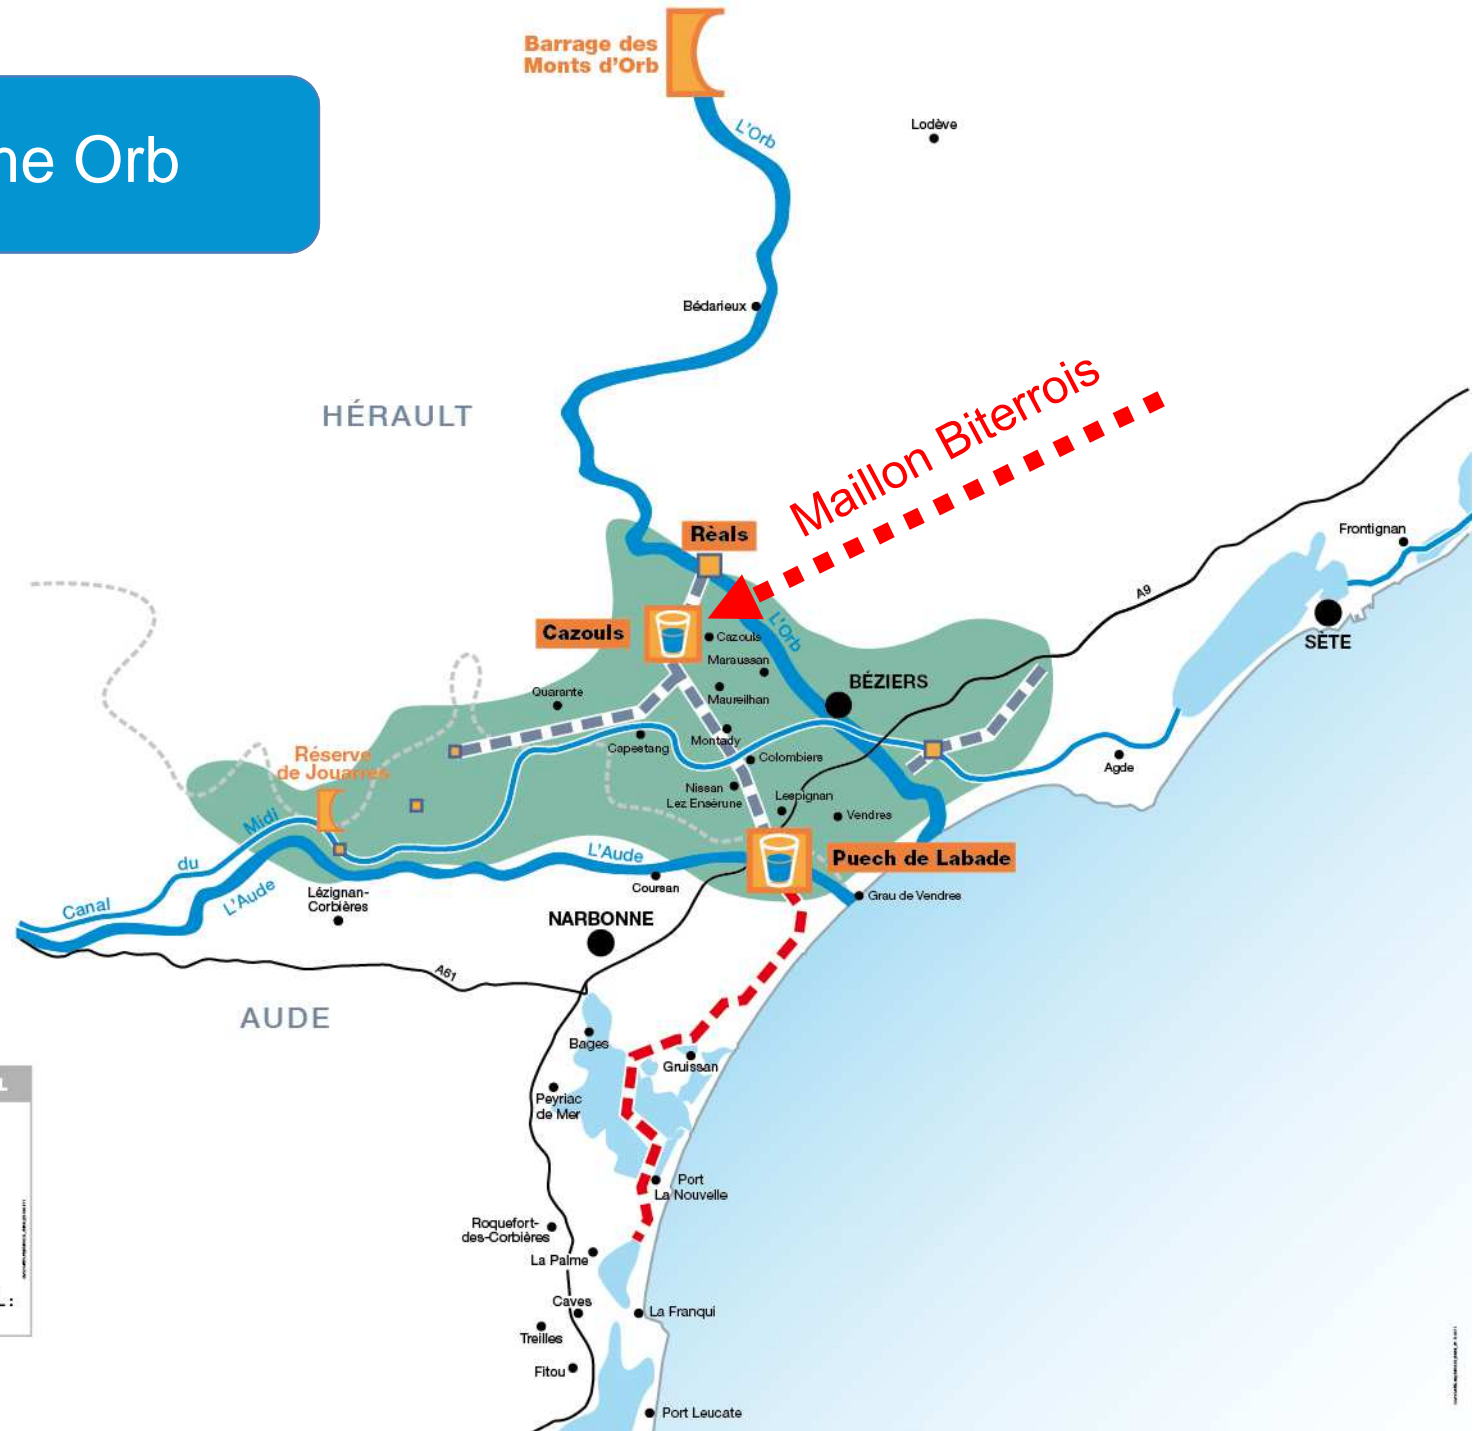 Barrage des
Monts d'Orb
ne Orb
L'Orb
Lodève
Bédarieux
HÉRAULT
Maillon Biterrois
Rèals
Frontignan
A9
SÈTE
Cazouls
Cazouls
L'Orb
Maraussan
BÉZIERS
Quarante
Maureilhan
Montady
Capestang
Colombiers
Agde
Réserve
de Jouarres
Nissan
Lez Ensérune
Lespignan
Vendres
Midi
du
Canal
L'Aude
L'Aude
Puech de Labade
Coursan
Lézignan-
Corbières
Grau de Vendres
NARBONNE
A61
AUDE
Bages
Gruissan
Peyriac
de Mer
Port
La Nouvelle
Roquefort-
des-Corbières
La Palme
Caves
La Franqui
Treilles
Fitou
Port Leucate